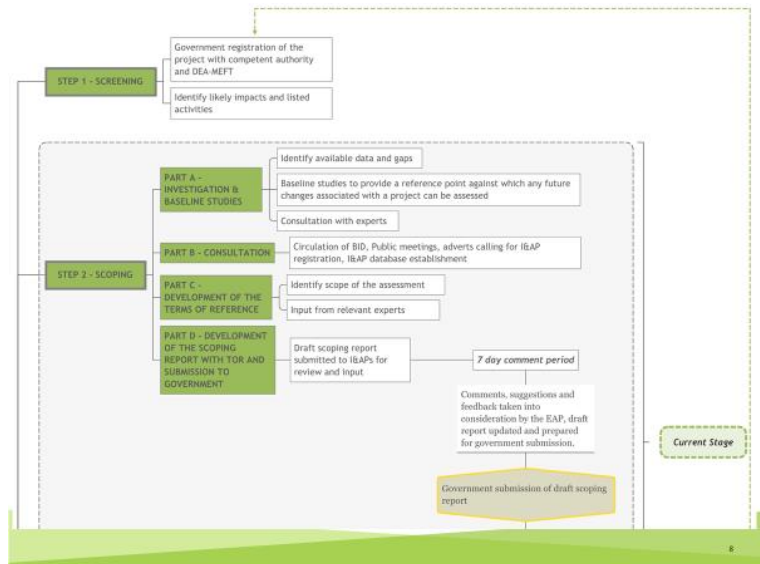 Government registration of the
project with competent authority
and DEA-MEFT
STEP 1 – SCREENING
Identify likely impacts and listed
activities
Identify available data and gaps
PART A –
INVESTIGATION &
BASELINE STUDIES
Baseline studies to provide a reference point against which any future
changes associated with a project can be assessed
Consultation with experts
PART B – CONSULTATION
Circulation of BID, Public meetings, adverts calling for I&AP
registration, I&AP database establishment
STEP 2 – SCOPING
PART C –
DEVELOPMENT OF THE
TERMS OF REFERENCE
Identify scope of the assessment
Input from relevant experts
PART D – DEVELOPMENT
OF THE SCOPING
REPORT WITH TOR AND
SUBMISSION TO
GOVERNMENT
Draft scoping report
submitted to I&APs for
review and input
7 day comment period
Comments, suggestions and
feedback taken into
consideration by the EAP, draft
report updated and prepared
for government submission.
Current Stage
Government submission of draft scoping
report
8